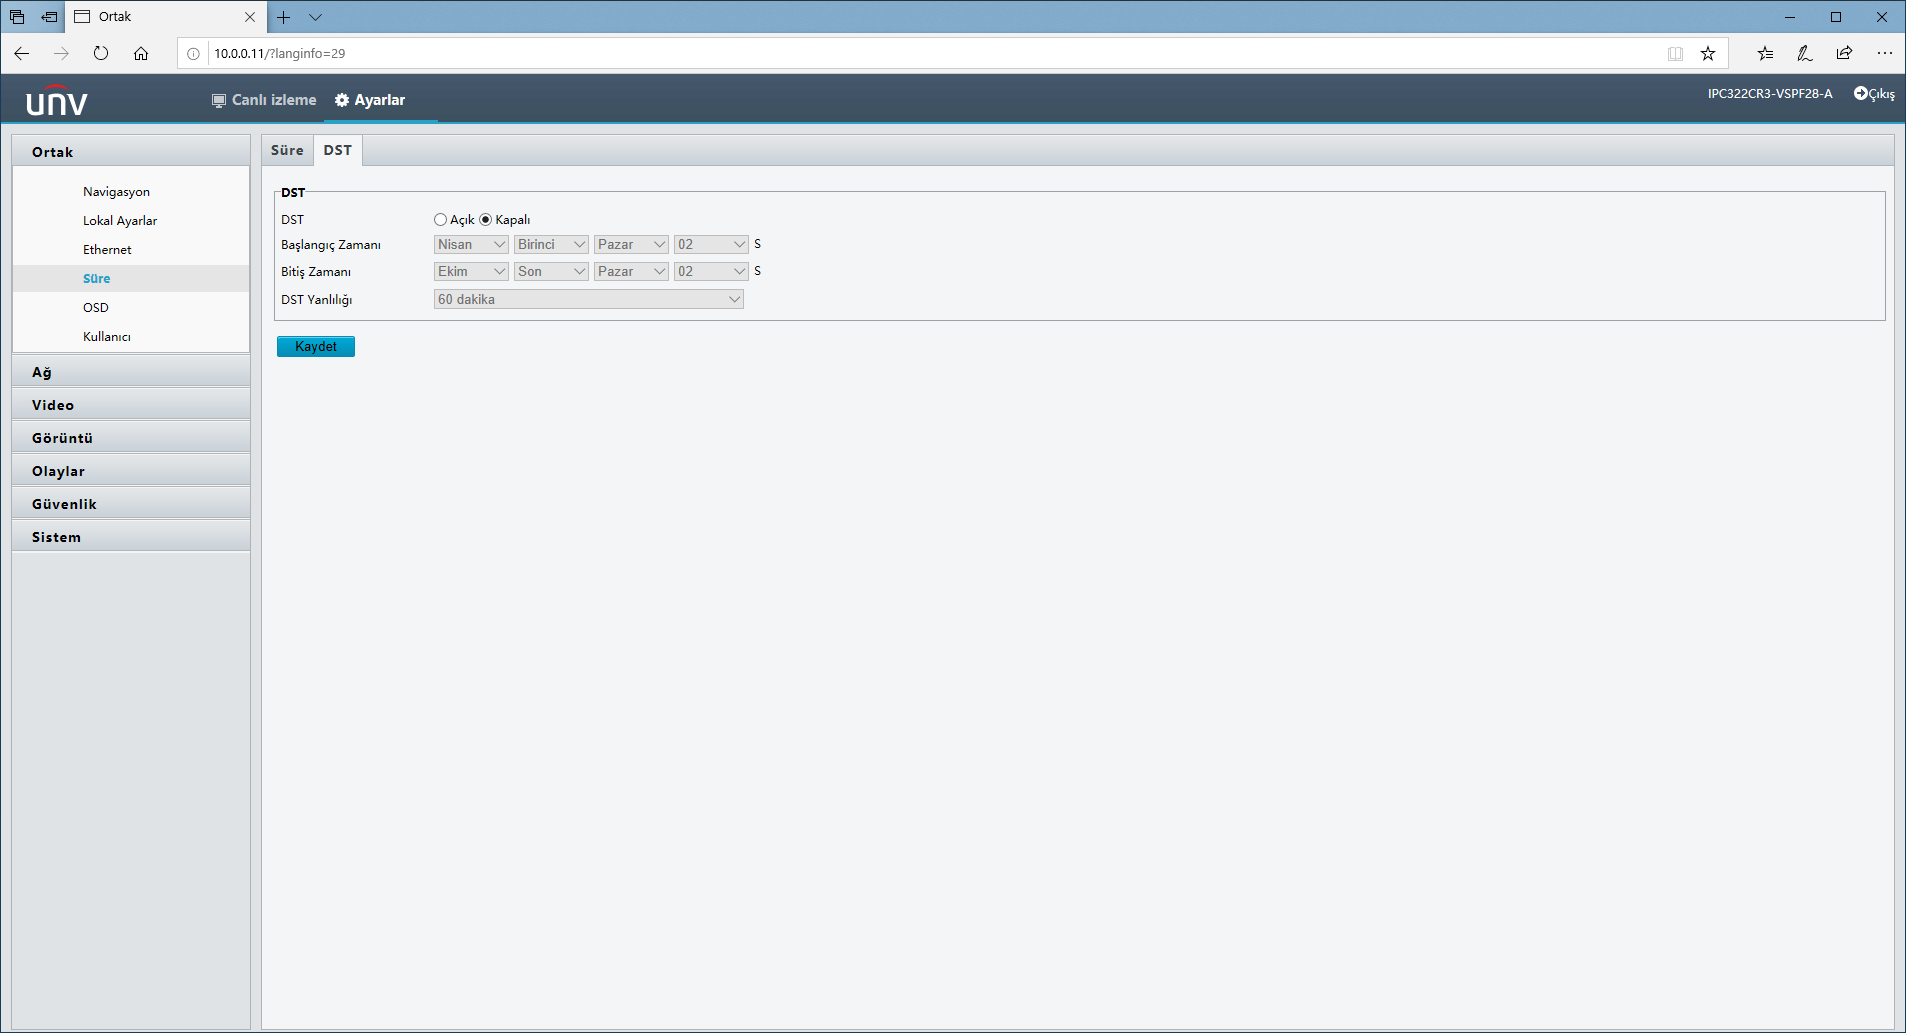 Ortak
10.0.0.11/?langinfo=29
unv
Canlı izleme
Ayarlar
IPC322CR3-VSPF28-A
Çıkış
Ortak
Navigasyon
Lokal Ayarlar
Ethernet
Süre
OSD
Kullanıcı
Ağ
Video
Görüntü
Olaylar
Güvenlik
Sistem
Süre DST
DST
DST Açık Kapalı
Başlangıç Zamanı Nisan Birinci Pazar 02 S
Bitiş Zamanı Ekim Son Pazar 02 S
DST Yanlılığı 60 dakika
Kaydet